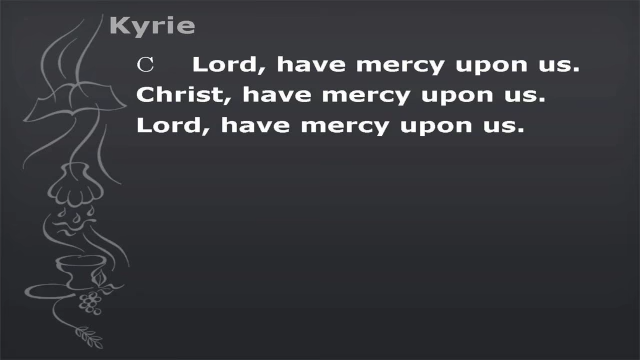 Kyrie
C Lord, have mercy upon us.
Christ, have mercy upon us.
Lord, have mercy upon us.